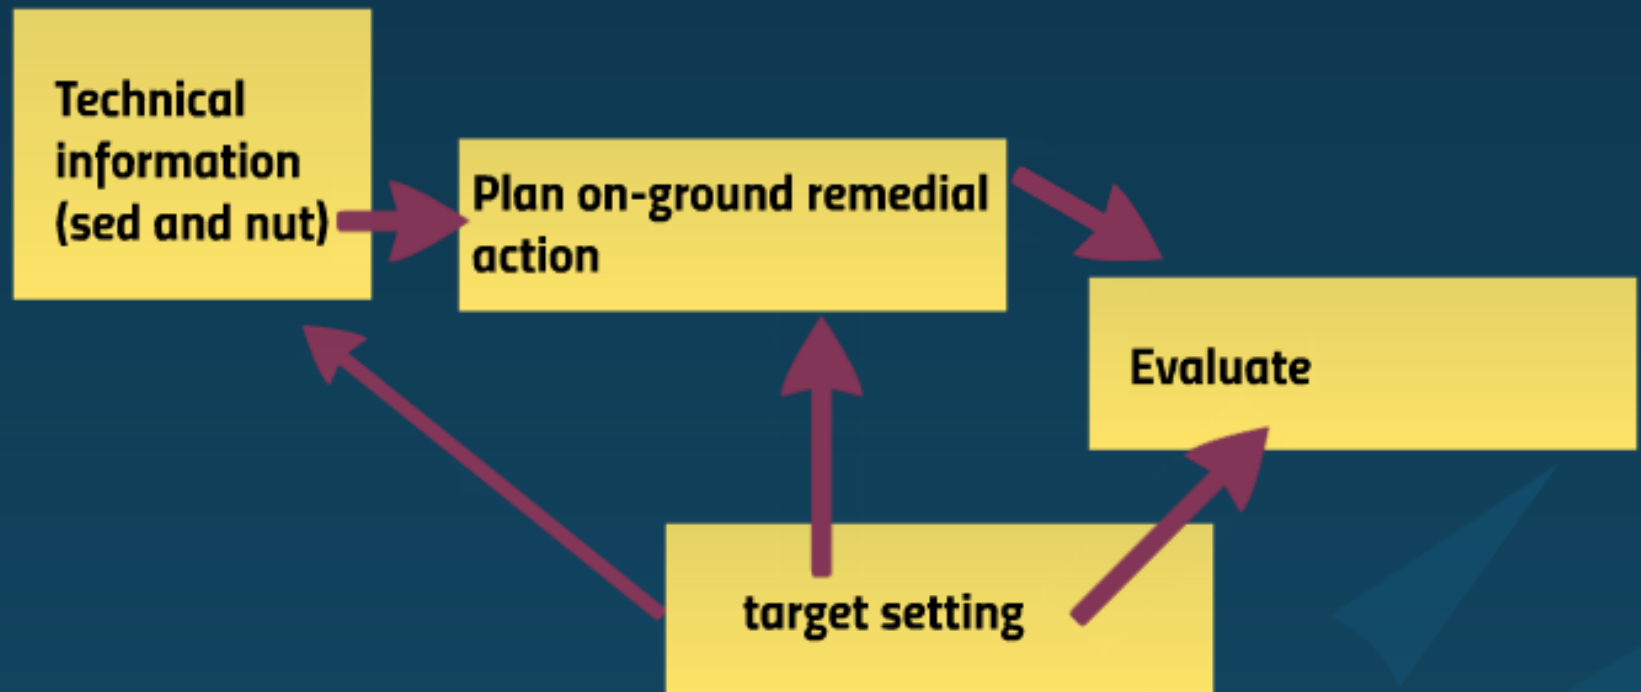 Technical
information
(sed and nut)
Plan on-ground remedial
action
Evaluate
target setting